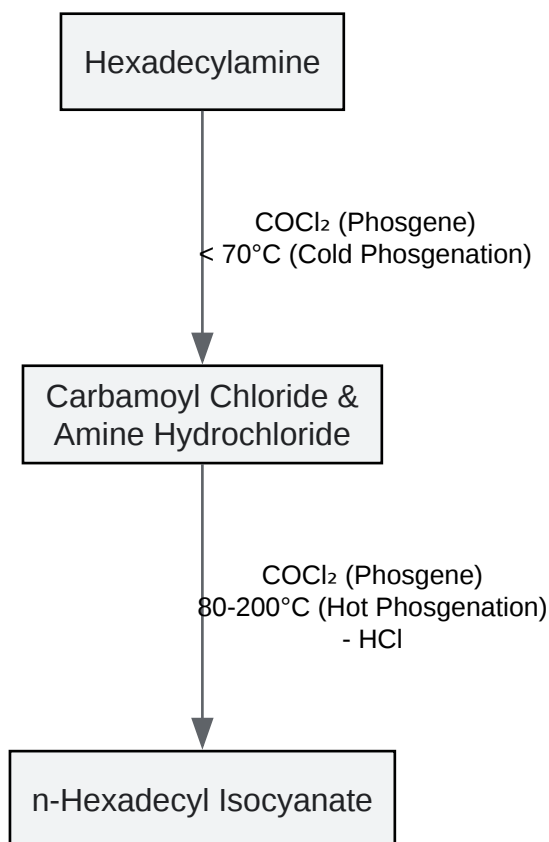 Hexadecylamine
COCl₂ (Phosgene)
< 70°C (Cold Phosgenation)
Carbamoyl Chloride &
Amine Hydrochloride
COCl₂ (Phosgene)
80-200°C (Hot Phosgenation)
- HCl
n-Hexadecyl Isocyanate